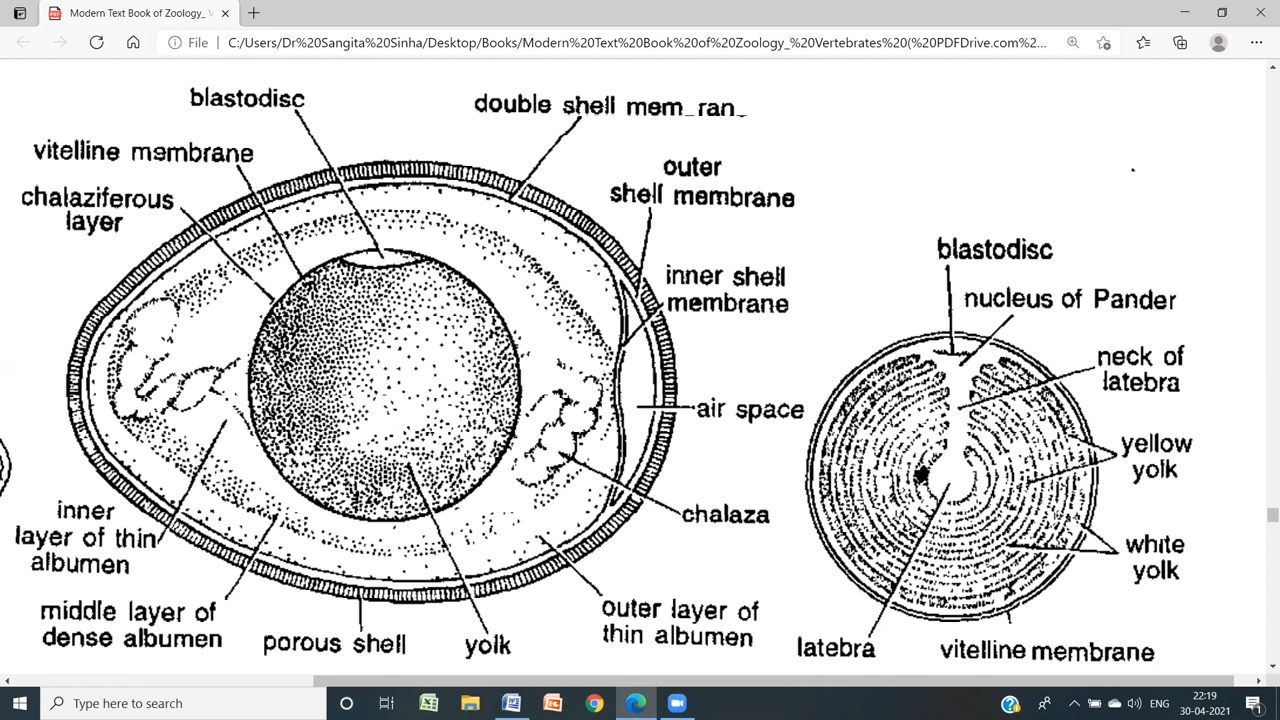 Modern Text Book of Zoology_ V
File
C:/Users/Dr%20Sangita%20Sinha/Desktop/Books/Modern%20Text%20Book%20of%20Zoology_%20Vertebrates%20(%20PDFDrive.com%2...
blastodisc
double shell mem ran
vitelline membrane
chalaziferous
layer
outer
shell membrane
inner shell
membrane
air space
chalaza
inner
layer of thin
albumen
middle layer of
dense albumen
porous shell
yolk
outer layer of
thin albumen
blastodisc
nucleus of Pander
neck of
latebra
yellow
yolk
white
yolk
latebra
vitelline membrane
Type here to search
ENG
22:19
30-04-2021
1